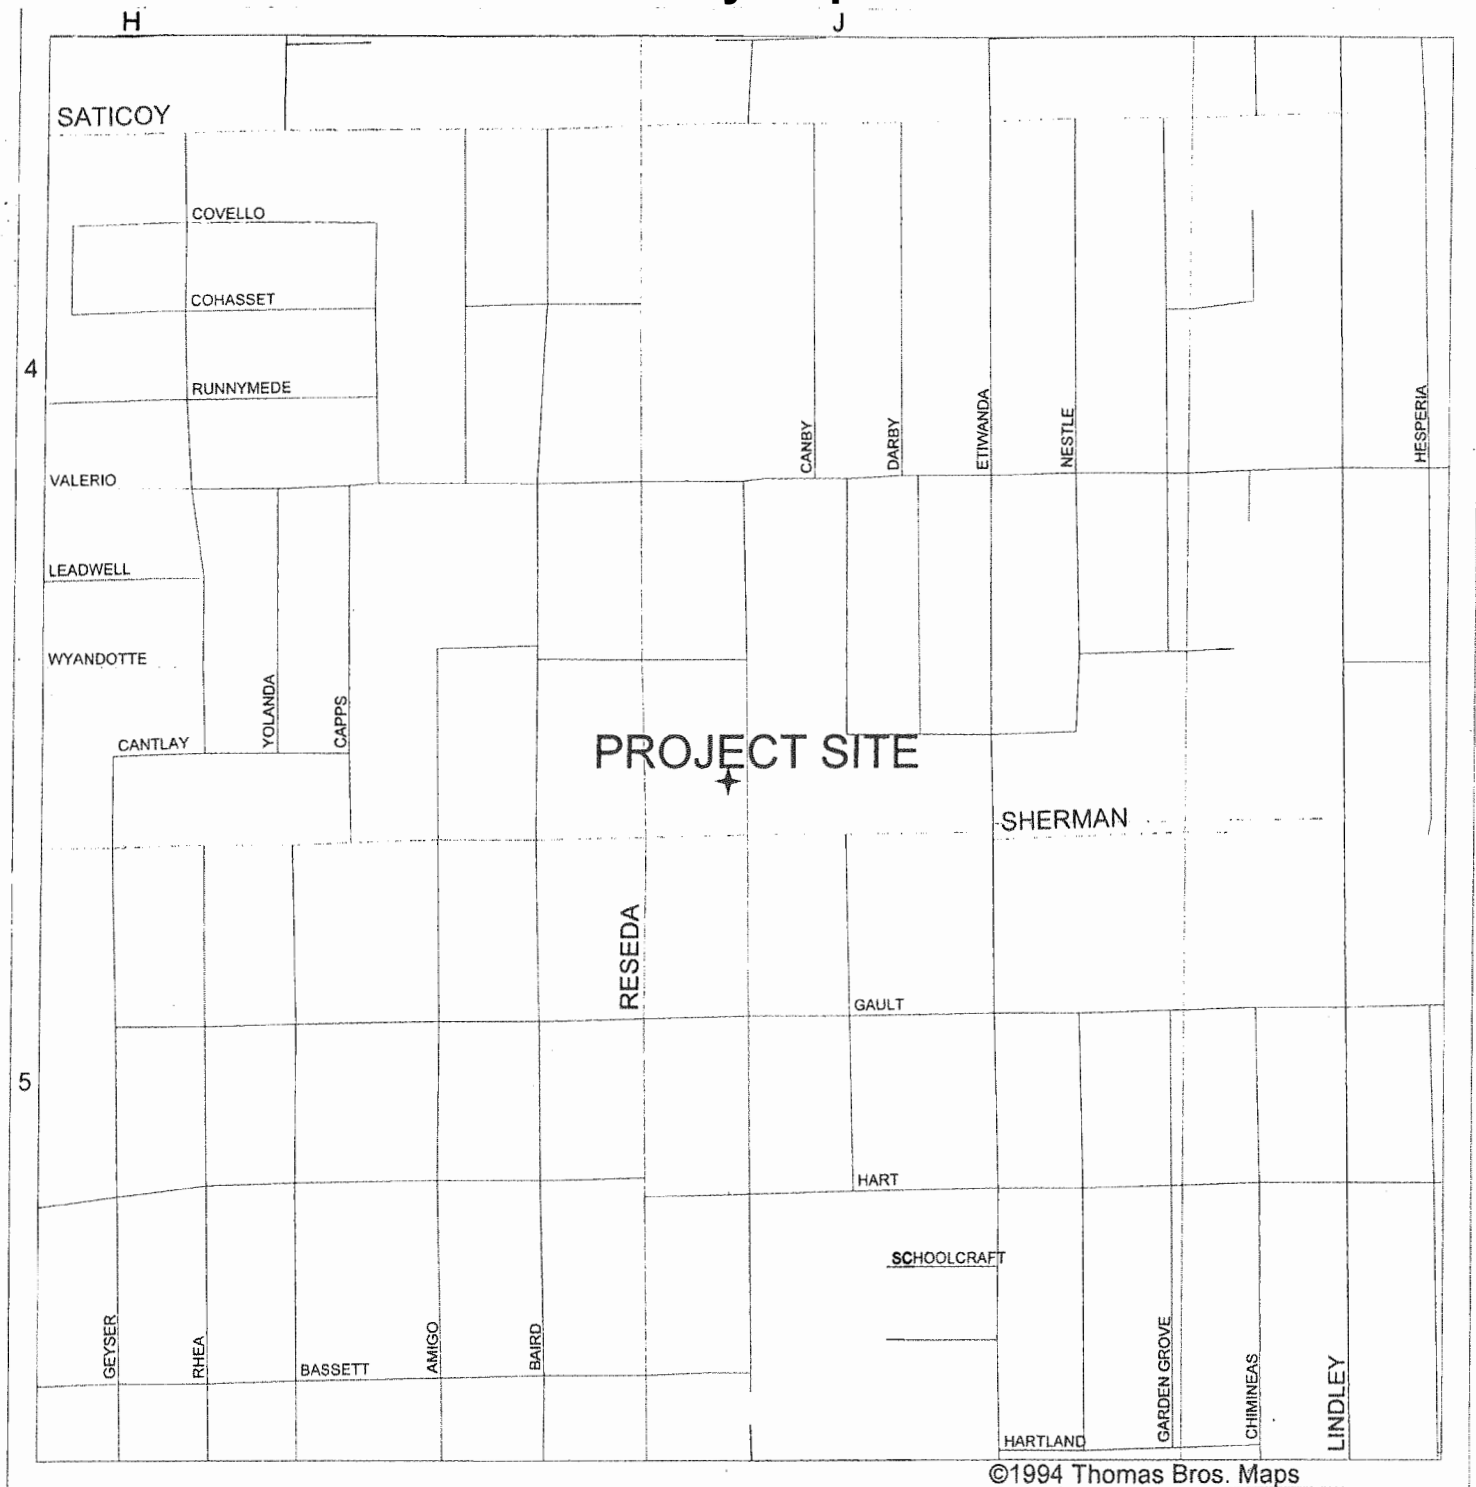 H
J
SATICOY
COVELLO
COHASSET
4
RUNNYMEDE
CANBY
DARBY
ETIWANDA
NESTLE
HESPERIA
VALERIO
LEADWELL
WYANDOTTE
YOLANDA
CAPPS
CANTLAY
PROJECT SITE
SHERMAN
RESEDA
GAULT
5
HART
SCHOOLCRAFT
GEYSER
RHEA
BASSETT
AMIGO
BAIRD
GARDEN GROVE
CHIMINEAS
LINDLEY
HARTLAND
©1994 Thomas Bros. Maps